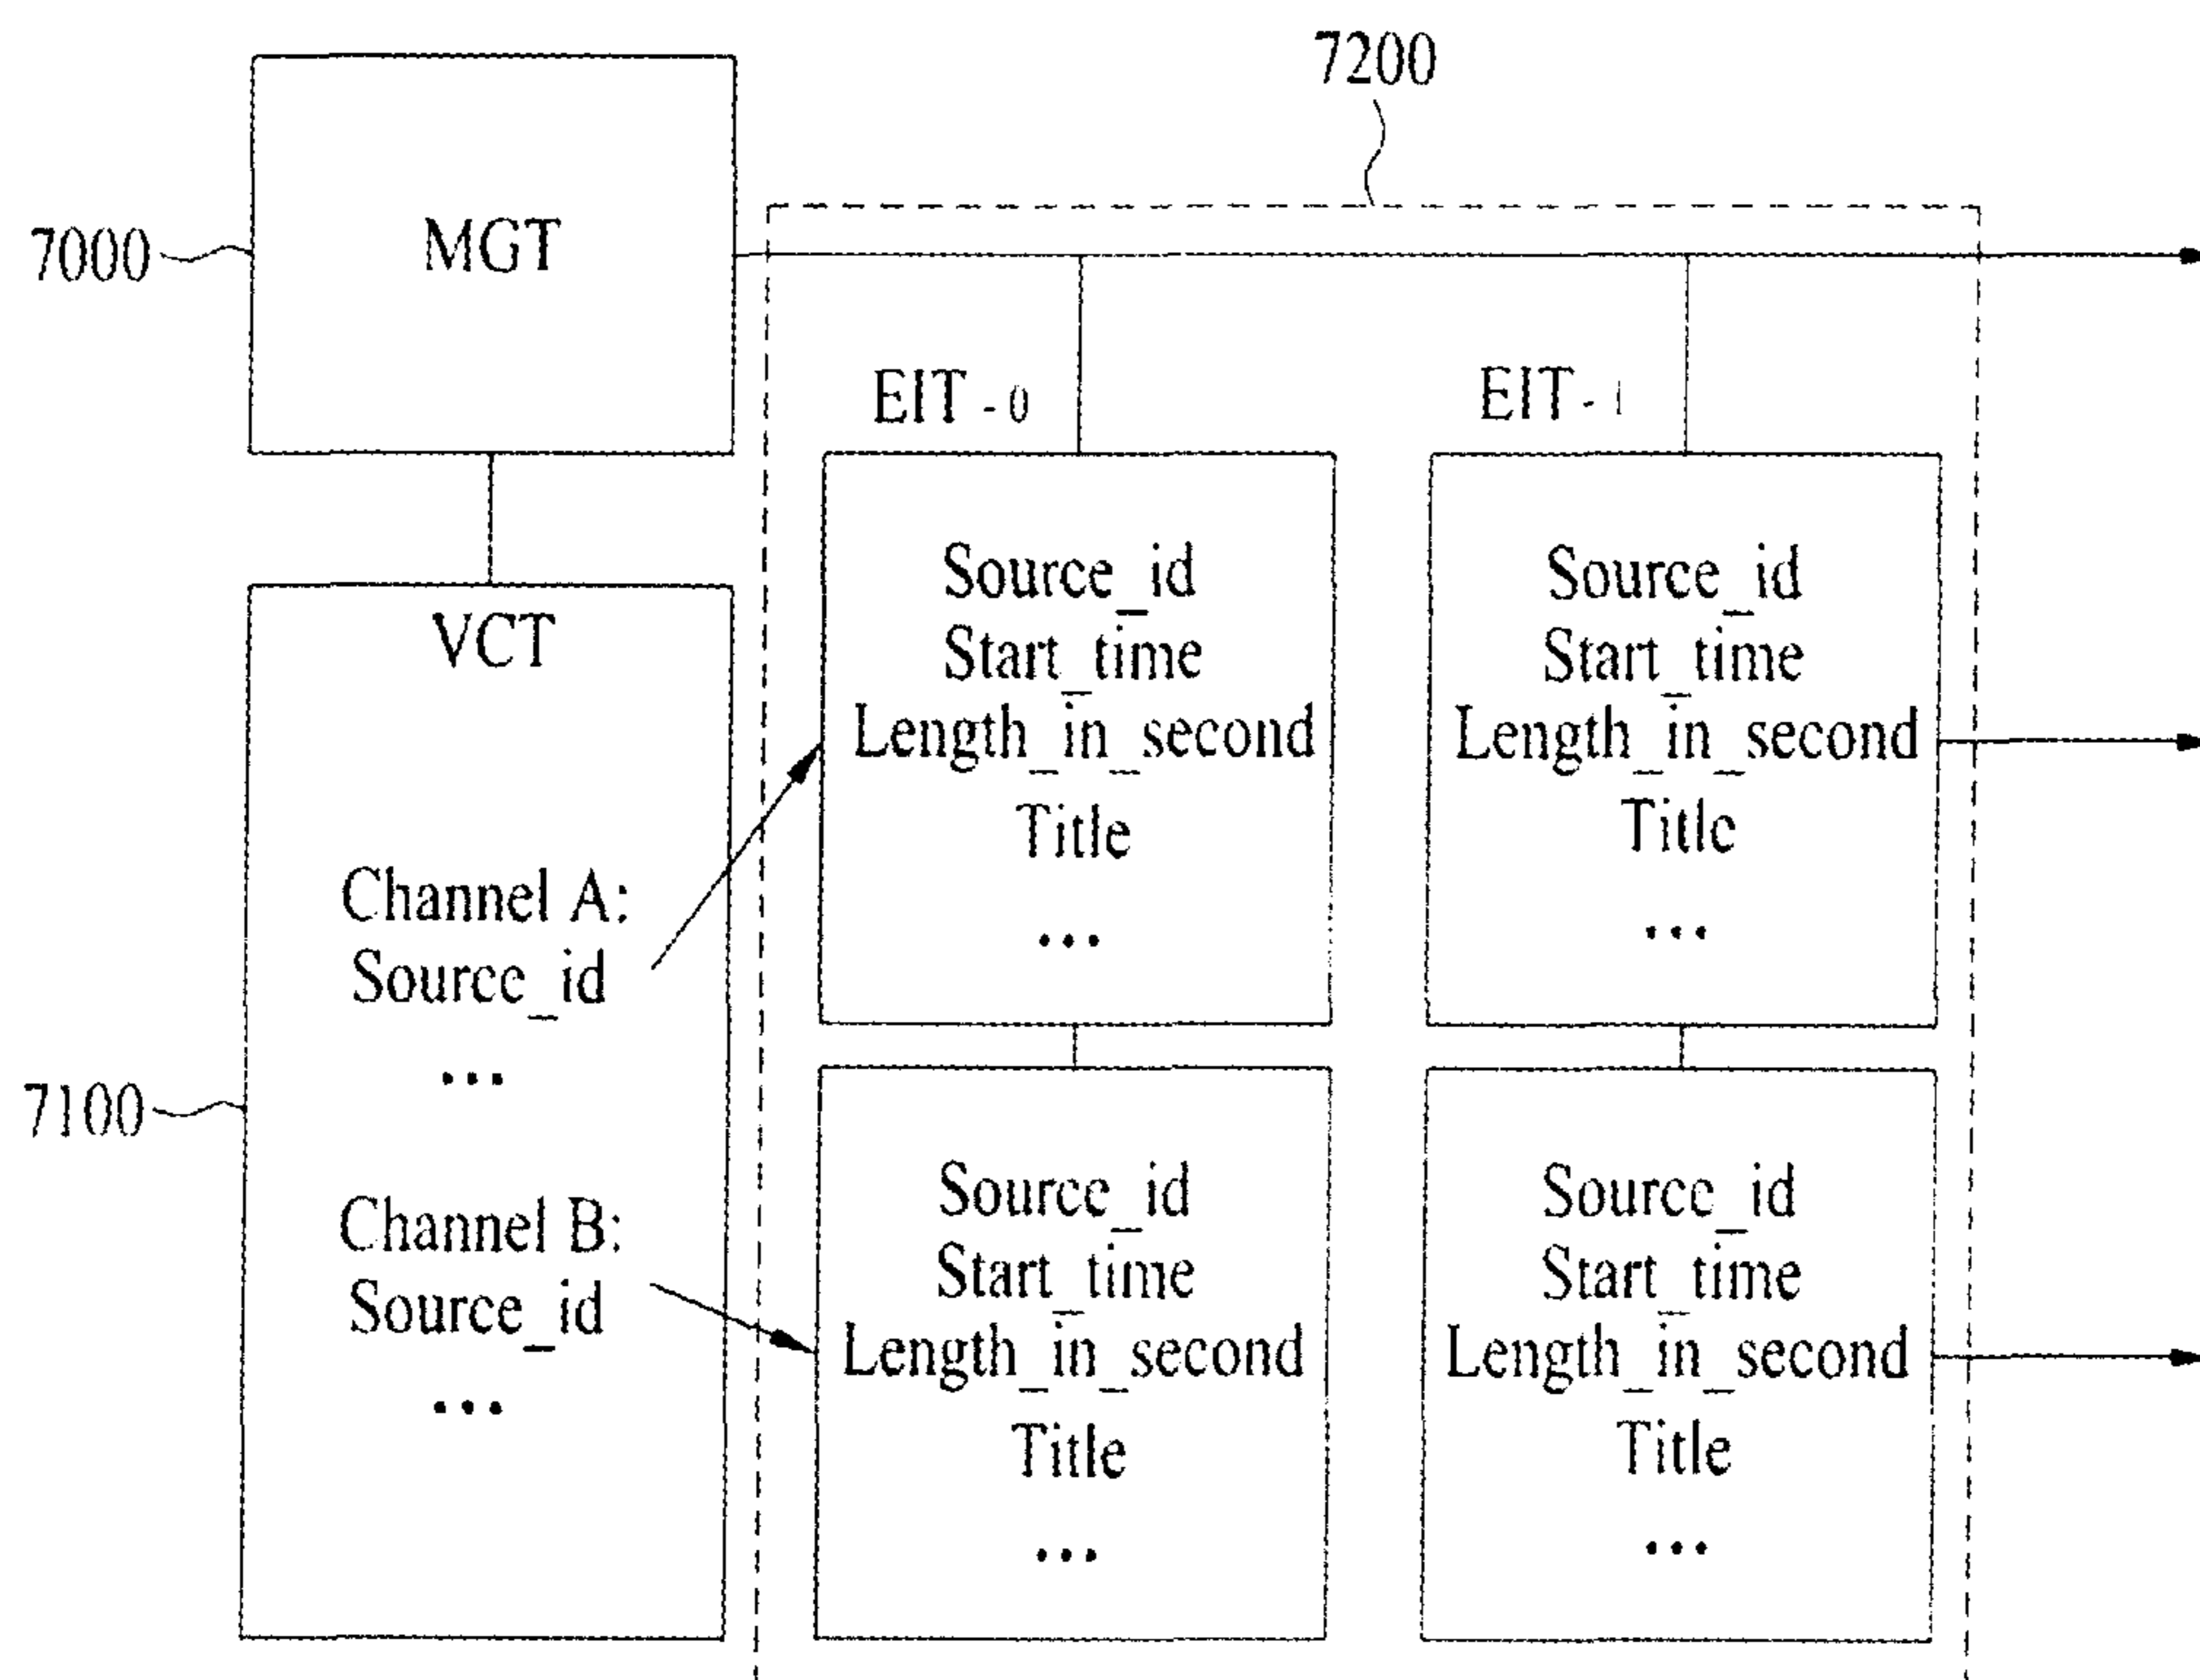 7200
7000
MGT
EIT - 0
EIT - 1
7100
VCT
Channel A:
Source_id
...
Channel B:
Source_id
...
Source_id
Start_time
Length_in_second
Title
...
Source_id
Start_time
Length_in_second
Title
...
Source_id
Start_time
Length_in_second
Title
...
Source_id
Start_time
Length_in_second
Title
...